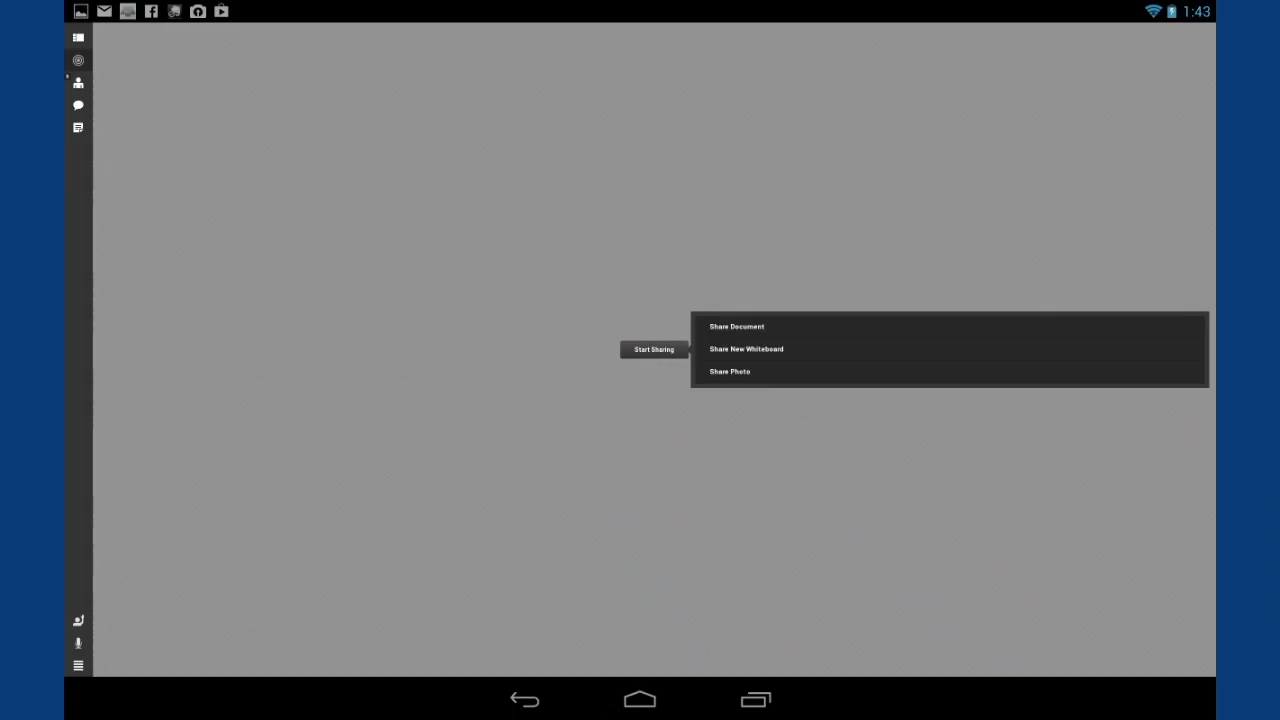 1:43
Share Document
Start Sharing
Share New Whiteboard
Share Photo